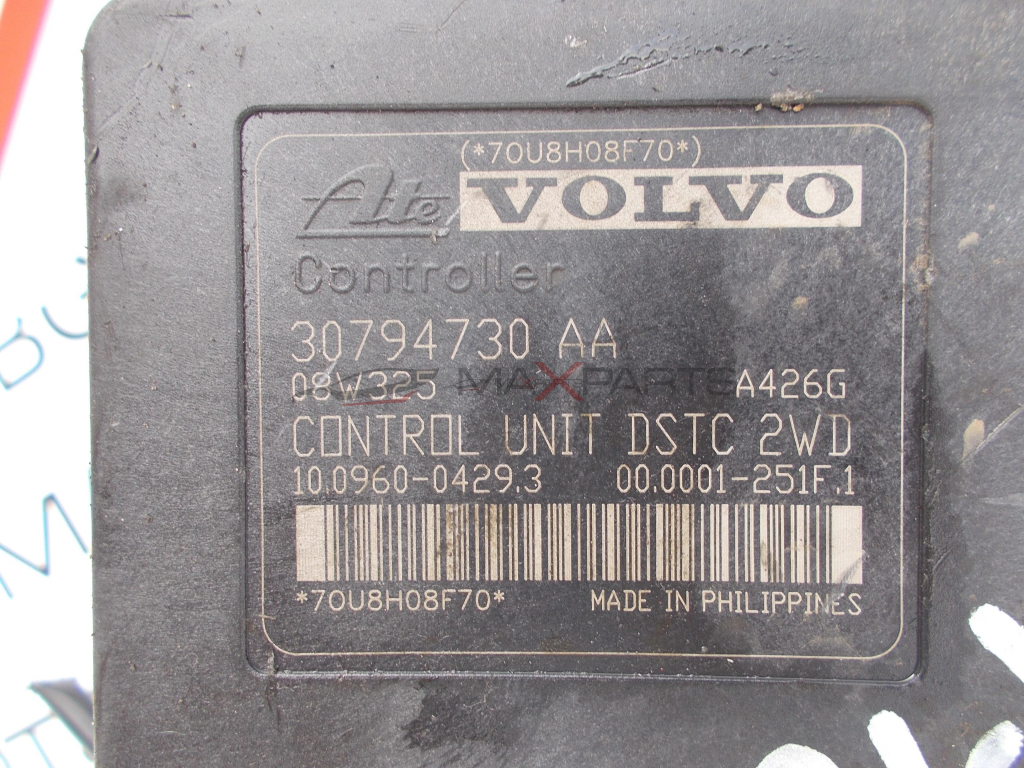 (*70U8H08F70*)
Ate VOLVO
Controller
30794730 AA
MAXPARTS
08W325 A426G
CONTROL UNIT DSTC 2WD
10.0960-0429.3 00.0001-251F.1
*70U8H08F70* MADE IN PHILIPPINES